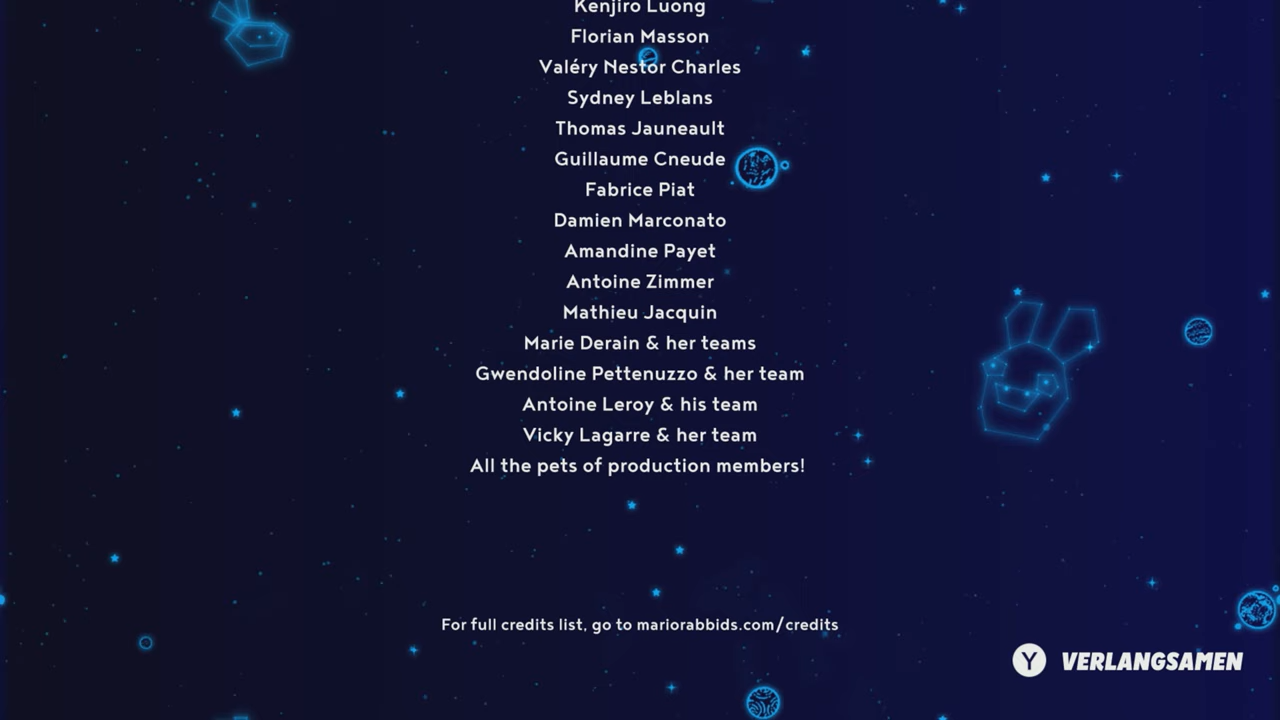 Kenjiro Luong
Florian Masson
Valéry Nestor Charles
Sydney Leblans
Thomas Jauneault
Guillaume Cneude
Fabrice Piat
Damien Marconato
Amandine Payet
Antoine Zimmer
Mathieu Jacquin
Marie Derain & her teams
Gwendoline Pettenuzzo & her team
Antoine Leroy & his team
Vicky Lagarre & her team
All the pets of production members!
For full credits list, go to mariorabbids.com/credits
Y VERLANGSAMEN